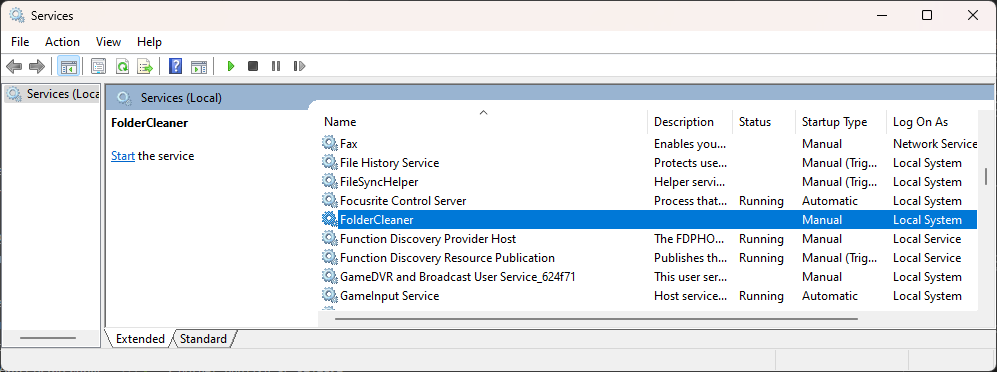 Services
File Action View Help
Services (Loca
Services (Local)
FolderCleaner
Start the service
Name Description Status Startup Type Log On As
Fax Enables you... Manual Network Service
File History Service Protects use... Manual (Trig... Local System
FileSyncHelper Helper servi... Manual (Trig... Local System
Focusrite Control Server Process that... Running Automatic Local System
FolderCleaner Manual Local System
Function Discovery Provider Host The FDPHO... Running Manual Local Service
Function Discovery Resource Publication Publishes th... Running Manual (Trig... Local Service
GameDVR and Broadcast User Service_624f71 This user ser... Manual Local System
GameInput Service Host service... Running Automatic Local System
Extended Standard